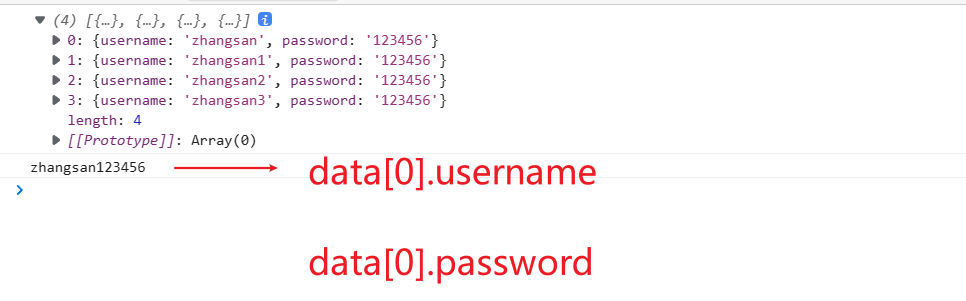 (4) [{…}, {…}, {…}, {…}] i
0: {username: 'zhangsan', password: '123456'}
1: {username: 'zhangsan1', password: '123456'}
2: {username: 'zhangsan2', password: '123456'}
3: {username: 'zhangsan3', password: '123456'}
length: 4
[[Prototype]]: Array(0)
zhangsan123456 data[0].username
data[0].password